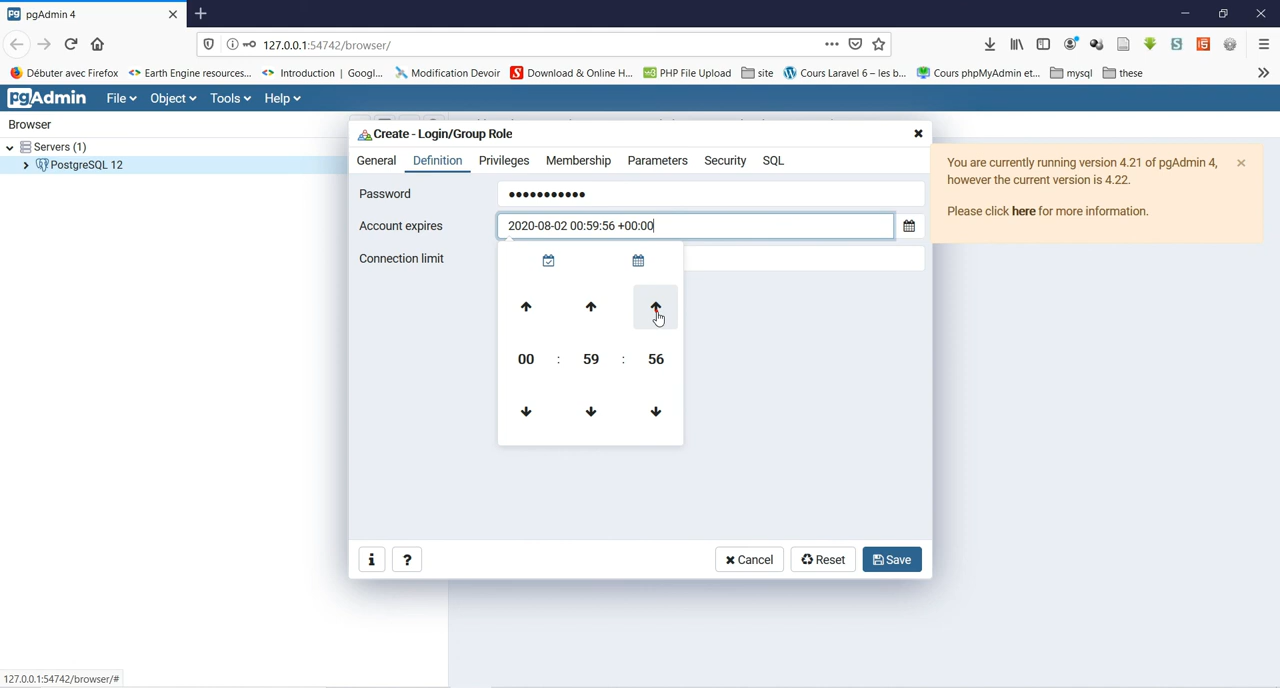 pgAdmin 4
127.0.0.1:54742/browser/
Débuter avec Firefox <> Earth Engine resources... <> Introduction | Googl... Modification Devoir Download & Online H... PHP File Upload site Cours Laravel 6 – les b... Cours phpMyAdmin et... mysql these
pgAdmin File Object Tools Help
Browser
Servers (1)
PostgreSQL 12
Create - Login/Group Role
General Definition Privileges Membership Parameters Security SQL
Password •••••••••••
Account expires 2020-08-02 00:59:56 +00:00
Connection limit
00 : 59 : 56
Cancel Reset Save
You are currently running version 4.21 of pgAdmin 4,
however the current version is 4.22.
Please click here for more information.
127.0.0.1:54742/browser/#